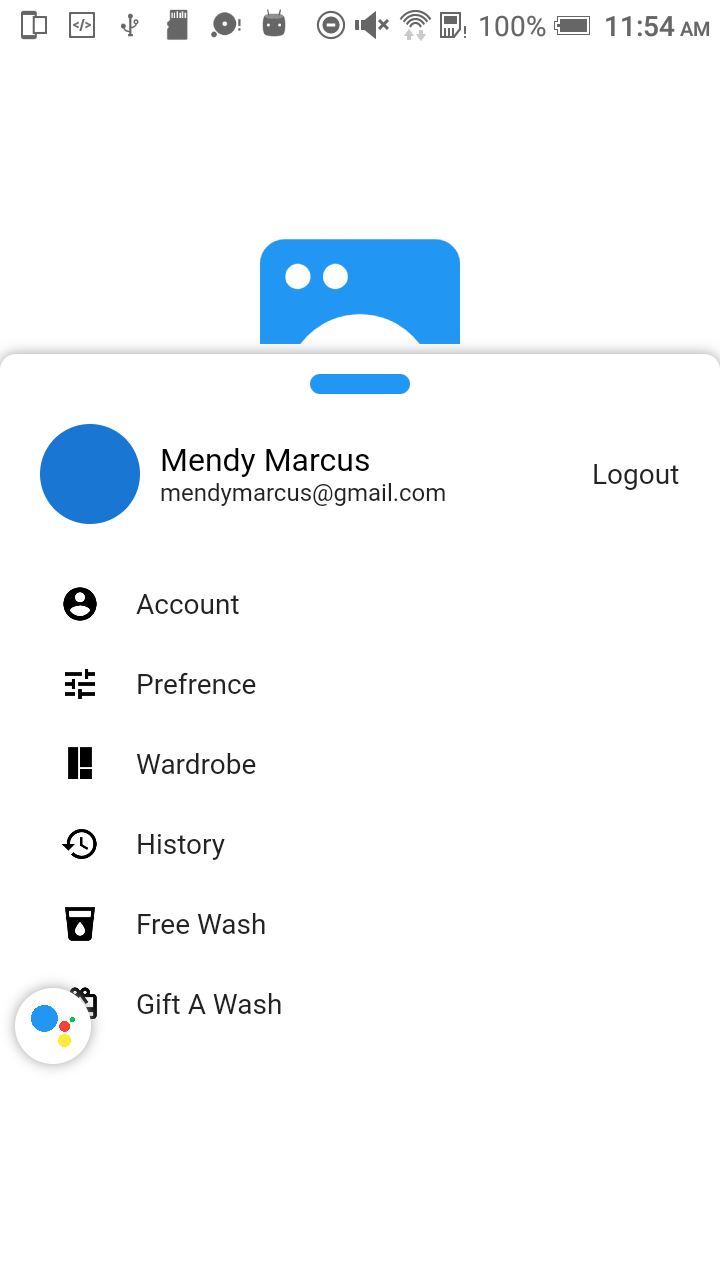 100% 11:54 AM
Mendy Marcus
mendymarcus@gmail.com
Logout
Account
Prefrence
Wardrobe
History
Free Wash
Gift A Wash